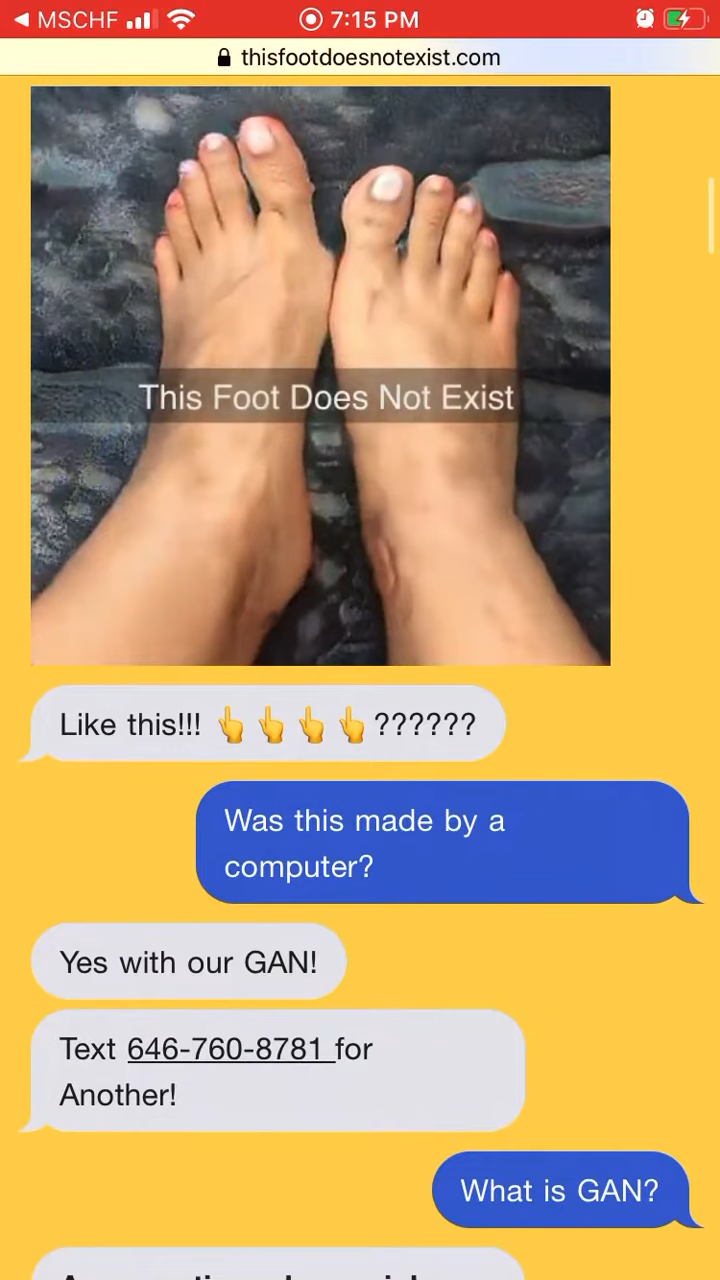 MSCHF
7:15 PM
thisfootdoesnotexist.com
This Foot Does Not Exist
Like this!!! 👆👆👆👆??????
Was this made by a
computer?
Yes with our GAN!
Text 646-760-8781 for
Another!
What is GAN?